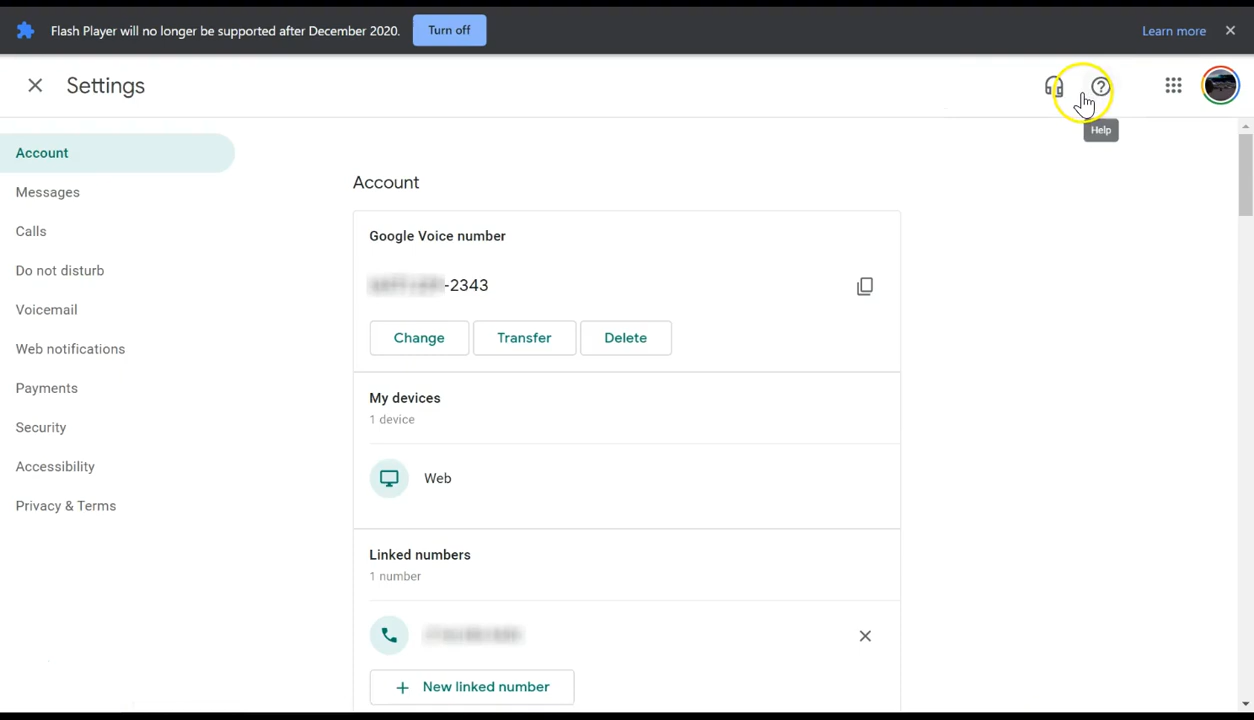 Flash Player will no longer be supported after December 2020.
Turn off
Learn more
Settings
Help
Account
Messages
Calls
Do not disturb
Voicemail
Web notifications
Payments
Security
Accessibility
Privacy & Terms
Account
Google Voice number
-2343
Change
Transfer
Delete
My devices
1 device
Web
Linked numbers
1 number
New linked number